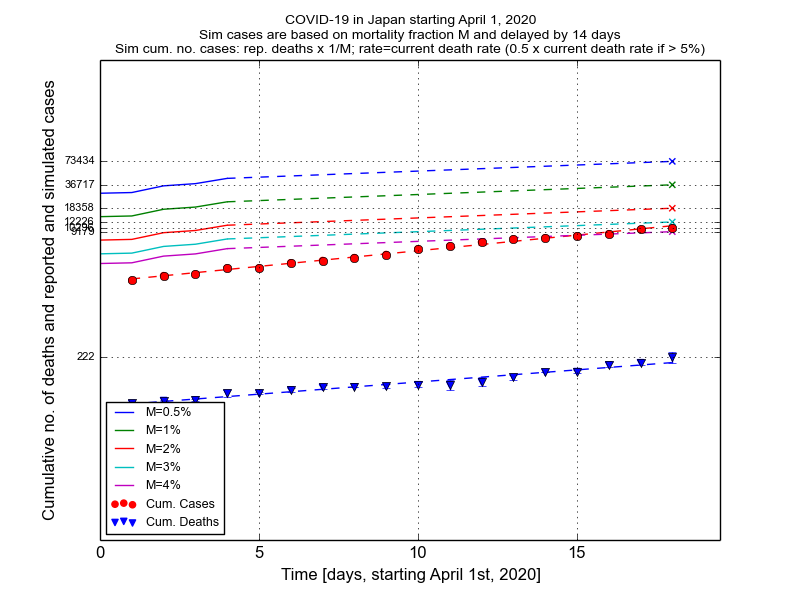 COVID-19 in Japan starting April 1, 2020
Sim cases are based on mortality fraction M and delayed by 14 days
Sim cum. no. cases: rep. deaths x 1/M; rate=current death rate (0.5 x current death rate if > 5%)
Cumulative no. of deaths and reported and simulated cases
73434
36717
18358
12226
222
M=0.5%
M=1%
M=2%
M=3%
M=4%
Cum. Cases
Cum. Deaths
0
5
10
15
Time [days, starting April 1st, 2020]